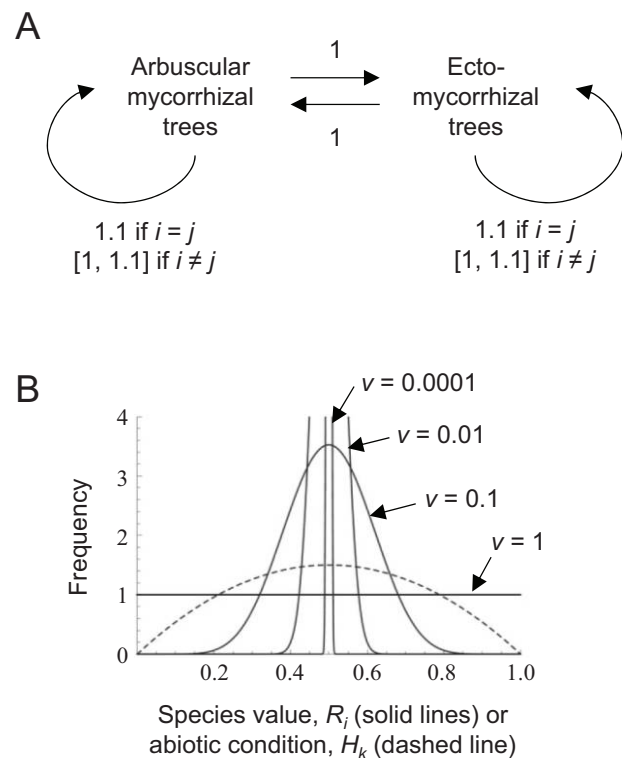 A
Arbuscular
mycorrhizal
trees
1
1
Ecto-
mycorrhizal
trees
1.1 if i = j
[1, 1.1] if i ≠ j
1.1 if i = j
[1, 1.1] if i ≠ j
B
v = 0.0001
v = 0.01
v = 0.1
v = 1
Frequency
4
3
2
1
0
0.2 0.4 0.6 0.8 1.0
Species value, Rᵢ (solid lines) or
abiotic condition, Hₖ (dashed line)